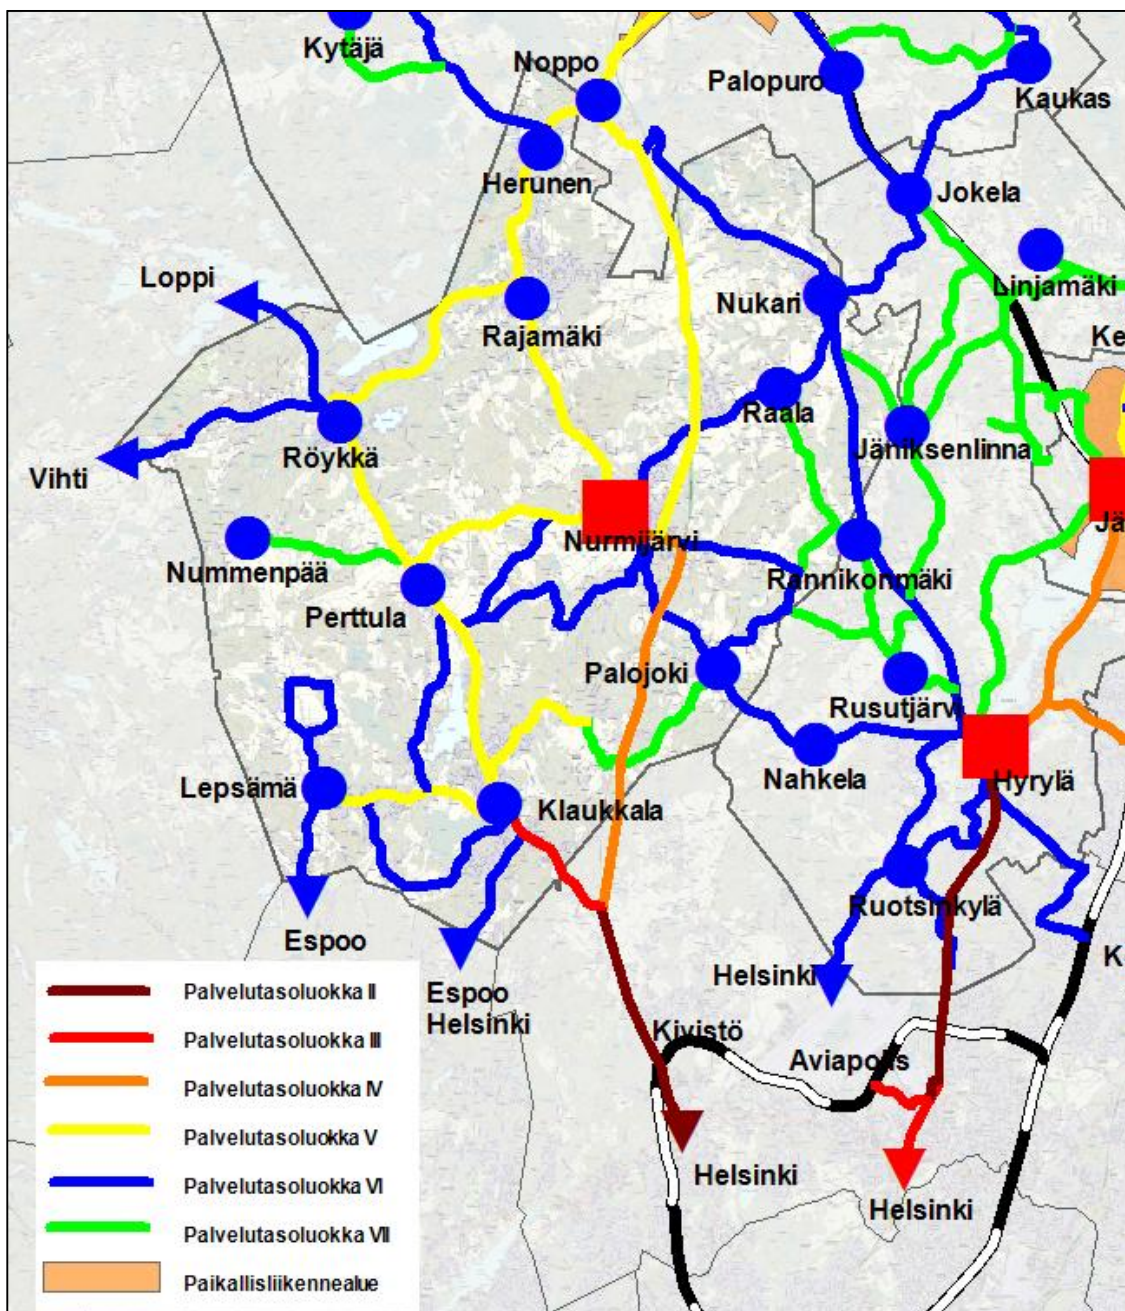 Kytäjä
Noppo
Palopuro
Kaukas
Herunen
Jokela
Loppi
Nukari
Linjamäki
Rajamäki
Ke
Raala
Vihti
Röykkä
Jäniksenlinna
Nurmijärvi
Jä
Nummenpää
Rannikonmäki
Perttula
Palojoki
Rusutjärvi
Lepsämä
Klaukkala
Nahkela
Hyrylä
Ruotsinkylä
Espoo
Espoo
Helsinki
Helsinki
K
Kivistö
Aviapolis
Helsinki
Helsinki
Palvelutasoluokka II
Palvelutasoluokka III
Palvelutasoluokka IV
Palvelutasoluokka V
Palvelutasoluokka VI
Palvelutasoluokka VII
Paikallisliikennealue